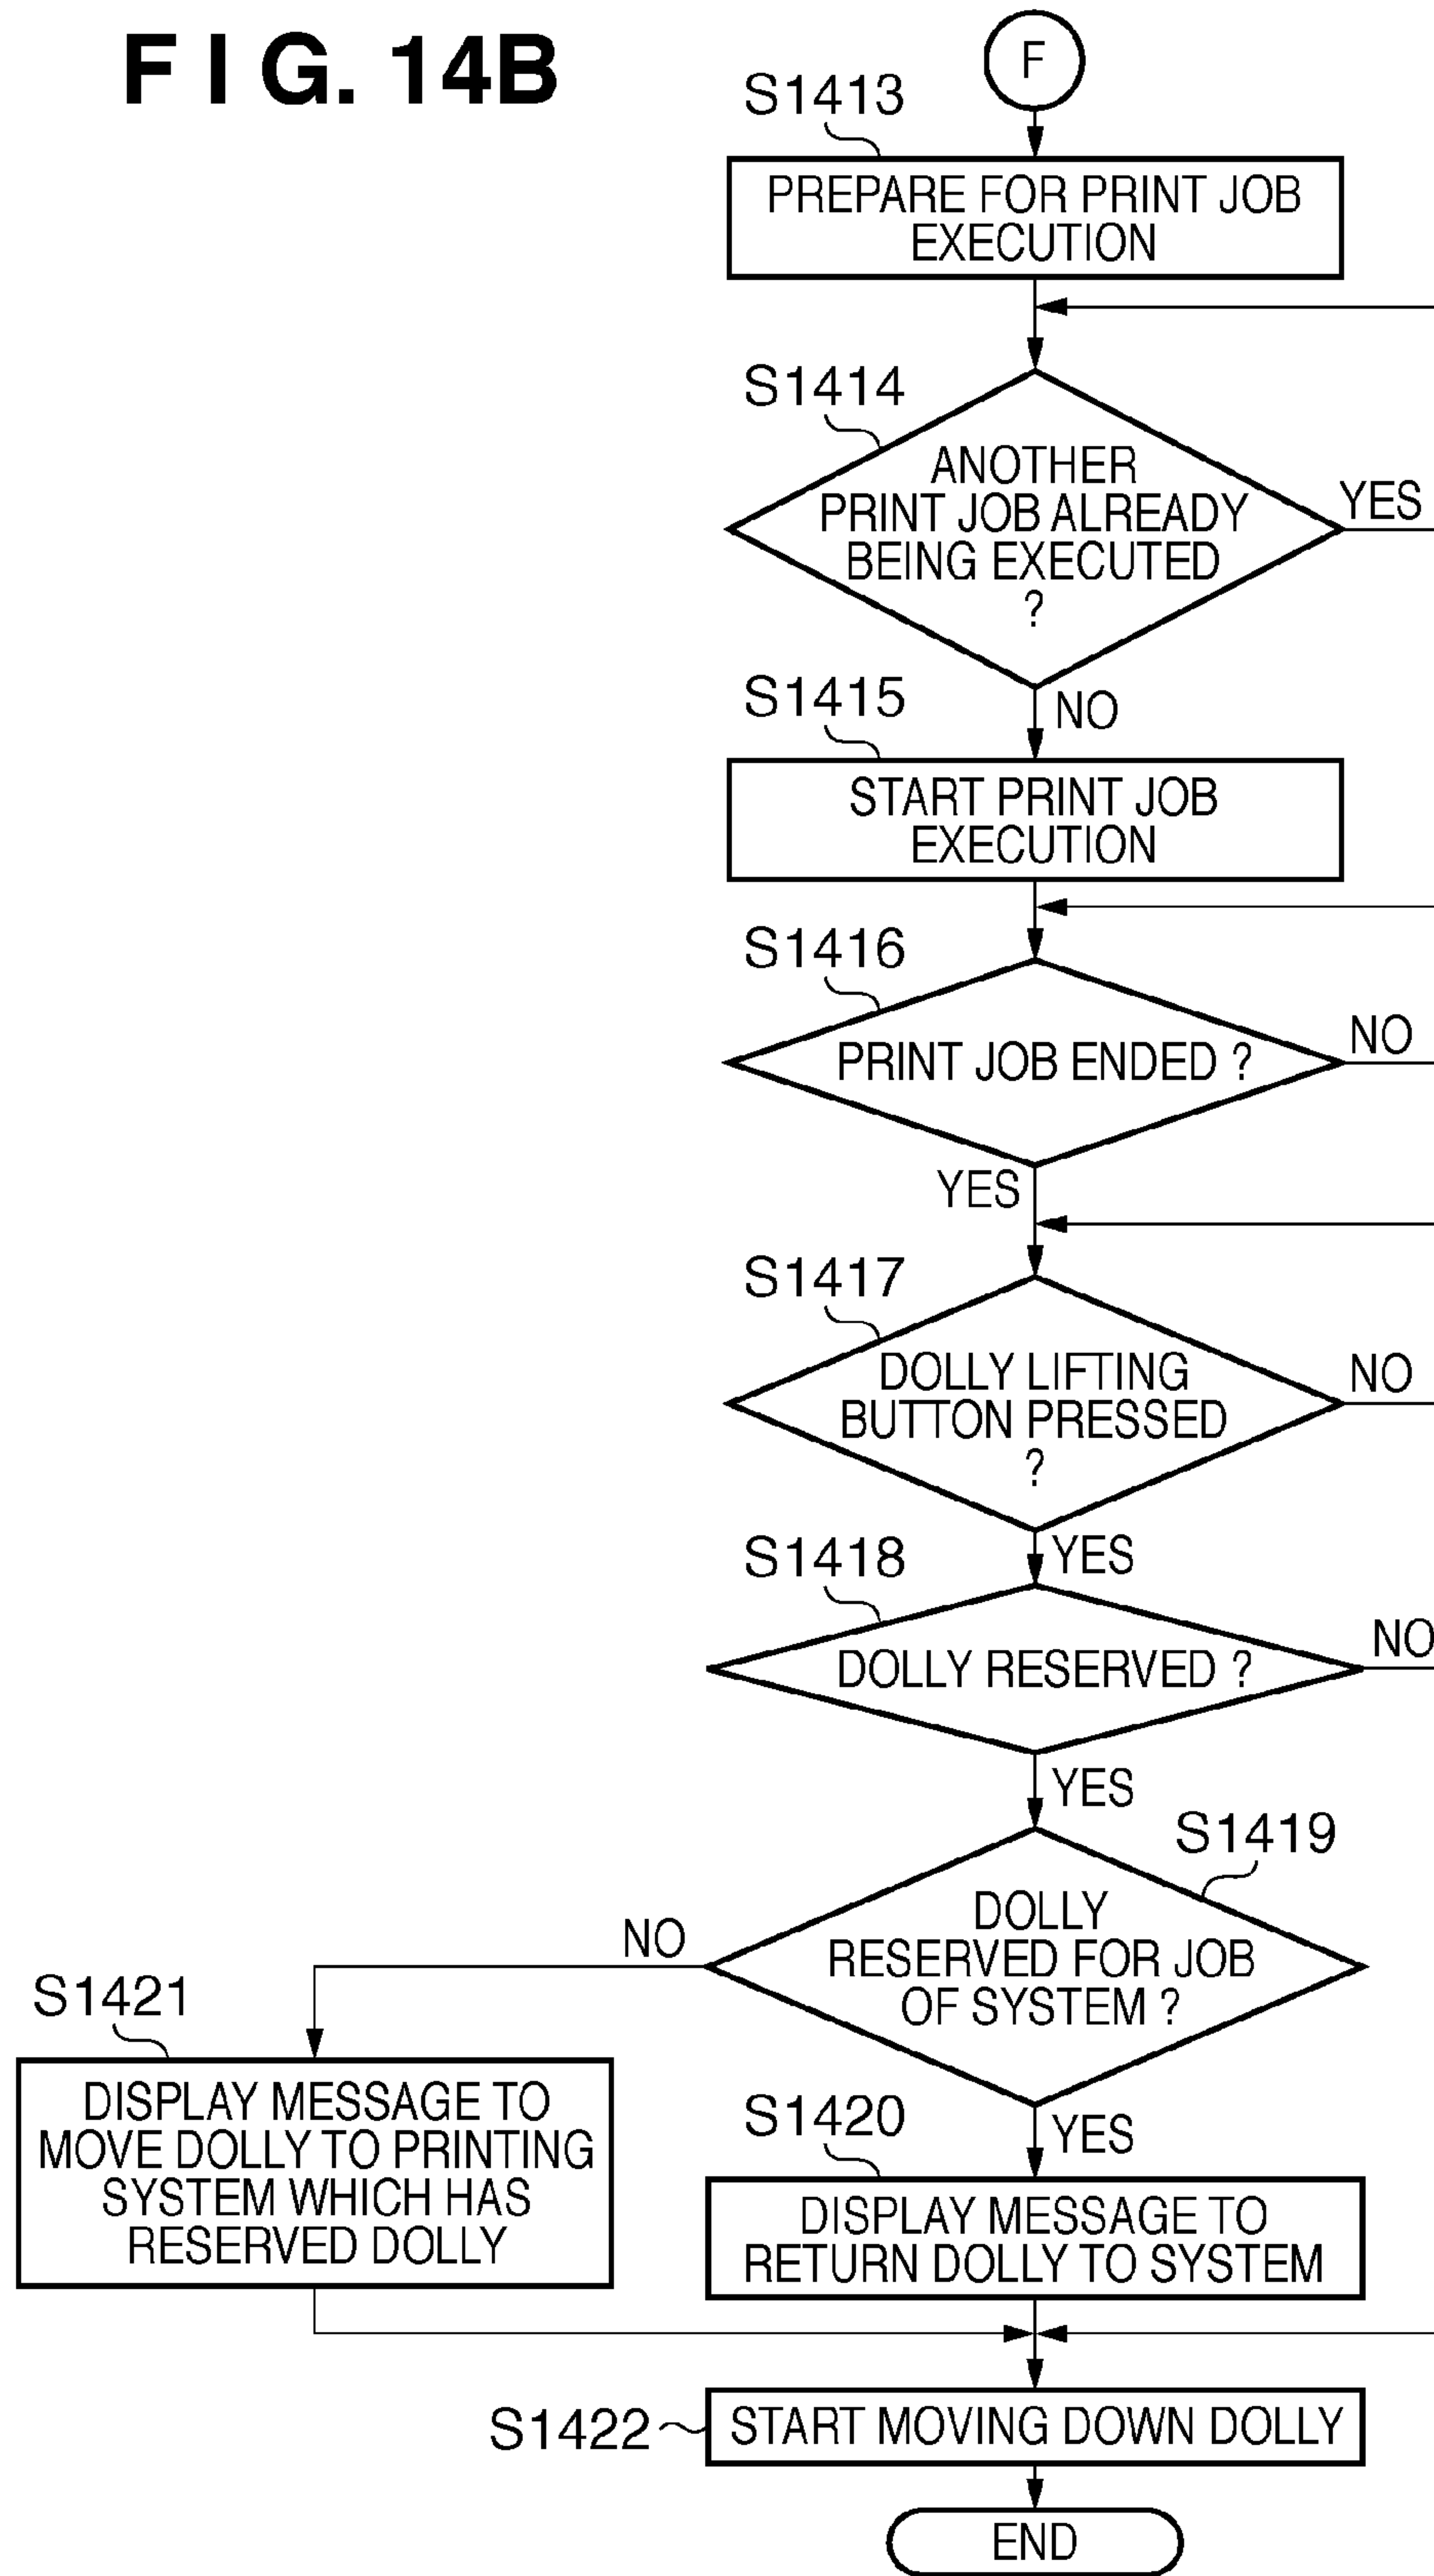 FIG. 14B
F
S1413
PREPARE FOR PRINT JOB
EXECUTION
S1414
ANOTHER
PRINT JOB ALREADY
BEING EXECUTED
?
YES
NO
S1415
START PRINT JOB
EXECUTION
S1416
PRINT JOB ENDED ?
NO
YES
S1417
DOLLY LIFTING
BUTTON PRESSED
?
NO
YES
S1418
DOLLY RESERVED ?
NO
YES
S1419
DOLLY
RESERVED FOR JOB
OF SYSTEM ?
NO
YES
S1421
DISPLAY MESSAGE TO
MOVE DOLLY TO PRINTING
SYSTEM WHICH HAS
RESERVED DOLLY
S1420
DISPLAY MESSAGE TO
RETURN DOLLY TO SYSTEM
S1422
START MOVING DOWN DOLLY
END